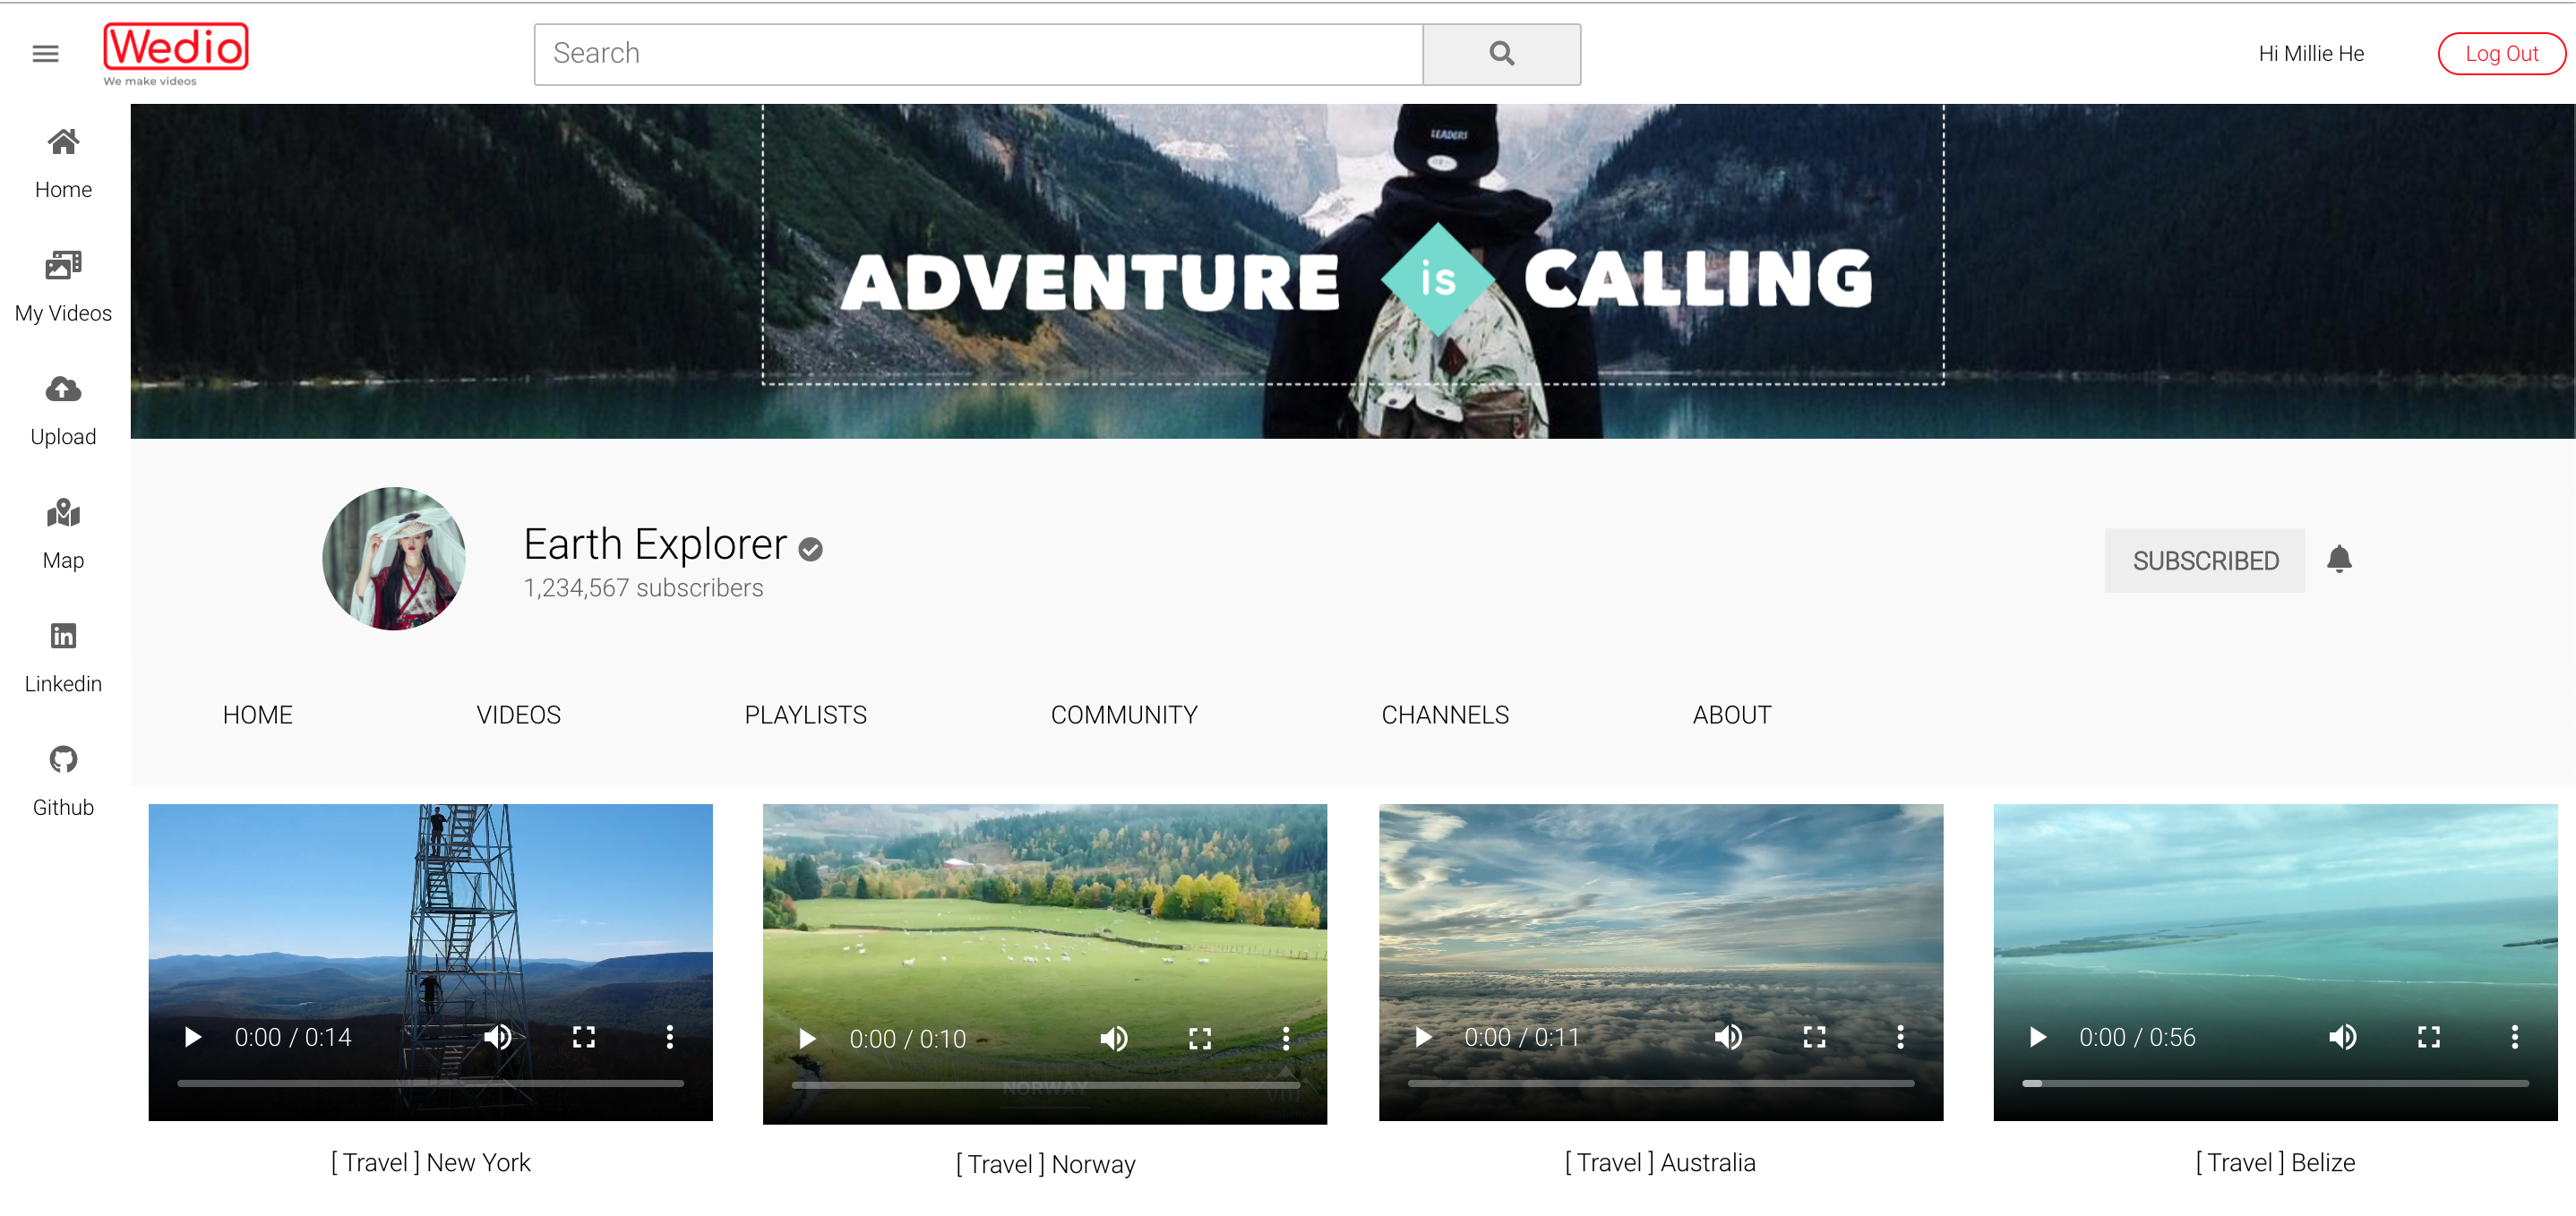 Wedio
We make videos
Search
Hi Millie He
Log Out
Home
My Videos
Upload
Map
Linkedin
Github
LEADERS
ADVENTURE is CALLING
Earth Explorer
1,234,567 subscribers
SUBSCRIBED
HOME VIDEOS PLAYLISTS COMMUNITY CHANNELS ABOUT
0:00 / 0:14
NORWAY
0:00 / 0:10
0:00 / 0:11
0:00 / 0:56
[ Travel ] New York
[ Travel ] Norway
[ Travel ] Australia
[ Travel ] Belize